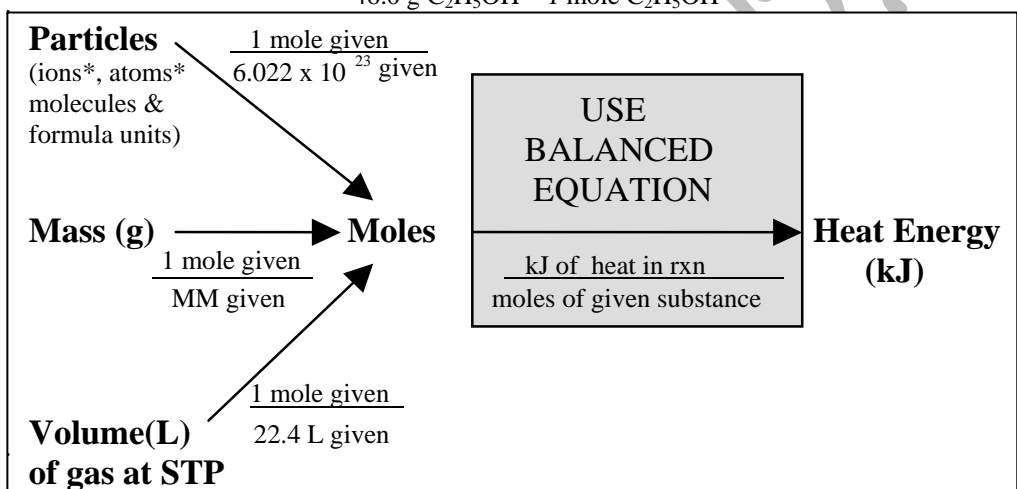 Particles
(ions*, atoms*
molecules &
formula units)
1 mole given
6.022 x 10 23 given
USE
BALANCED
EQUATION
Mass (g)
Moles
Heat Energy
(kJ)
1 mole given
MM given
kJ of heat in rxn
moles of given substance
1 mole given
22.4 L given
Volume(L)
of gas at STP